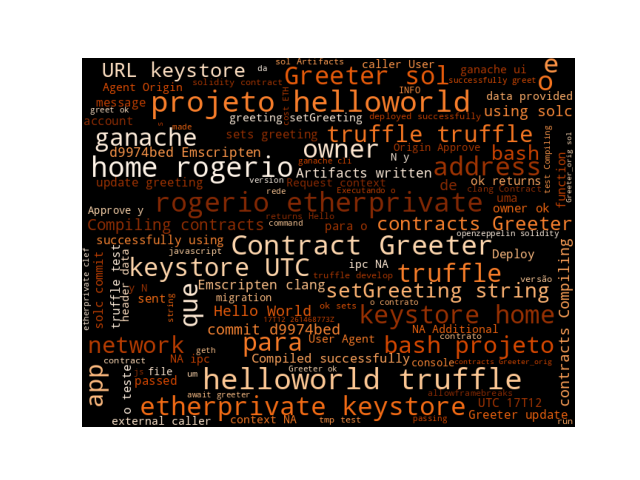 sol Artifacts
caller User
ganache ui
e
URL keystore
da
Greeter sol
successfully greet
o
Agent Origin
solidity contract
INFO
data provided
message
projeto helloworld
using solc
greet ok
account
made
greeting
setGreeting
deployed successfully
ganache
sets greeting
truffle truffle
test Compiling
Greeter_orig sol
function
d9974bed Emscripten
owner
Origin Approve
bash
home rogerio
ganache cli
N y
address
Artifacts written
ok returns
update greeting
version
Request context
de
clang Contract
rede
Executando o
uma
rogerio etherprivate
owner ok
Approve y
returns Hello
Compiling contracts
command
para o
contracts Greeter
openzeppelin solidity
successfully using
Contract Greeter
Deploy
javascript
etherprivate clef
solc commit
truffle test
header data
keystore UTC
ipc NA
truffle
truffle develop
versão
contracts Compiling
y N
sent
string
que
Emscripten clang
setGreeting string
migration
ok sets
o contrato
Hello World
keystore home
17T12 261468773Z
commit d9974bed
NA Additional
network
para
User Agent
contrato
bash projeto
geth
contract
NA ipc
Compiled successfully
console
contracts Greeter_orig
app
o teste
is
file
um
Greeter ok
passed
helloworld truffle
await greeter
allowframebreaks
etherprivate keystore
UTC 17T12
Greeter update
external caller
context NA
tmp test
passing
run